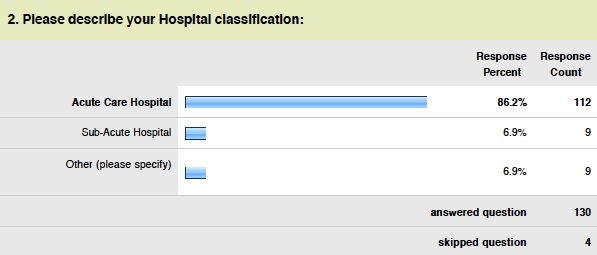 2. Please describe your Hospital classification:
Response Percent Response Count
Acute Care Hospital 86.2% 112
Sub-Acute Hospital 6.9% 9
Other (please specify) 6.9% 9
answered question 130
skipped question 4